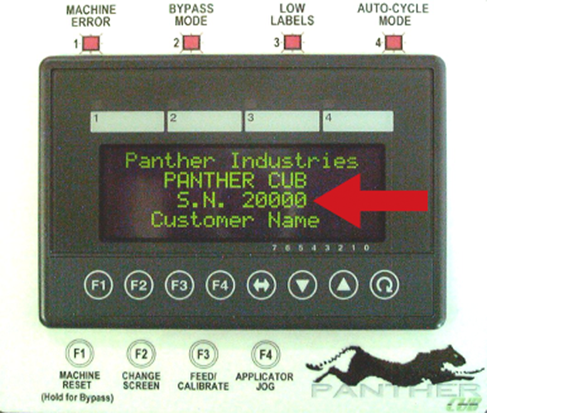 MACHINE ERROR
BYPASS MODE
LOW LABELS
AUTO-CYCLE MODE
1
2
3
4
1
2
3
4
Panther Industries
PANTHER CUB
S.N. 20000
Customer Name
7 6 5 4 3 2 1 0
F1
F2
F3
F4
F1
F2
F3
F4
MACHINE RESET
(Hold for Bypass)
CHANGE SCREEN
FEED/ CALIBRATE
APPLICATOR JOG
PANTHER
CUB